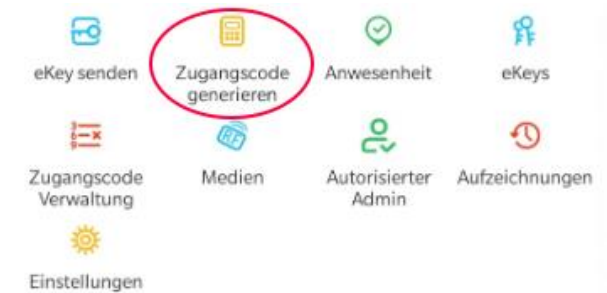 eKey senden
Zugangscode
generieren
Anwesenheit
eKeys
Zugangscode
Verwaltung
Medien
Autorisierter
Admin
Aufzeichnungen
Einstellungen